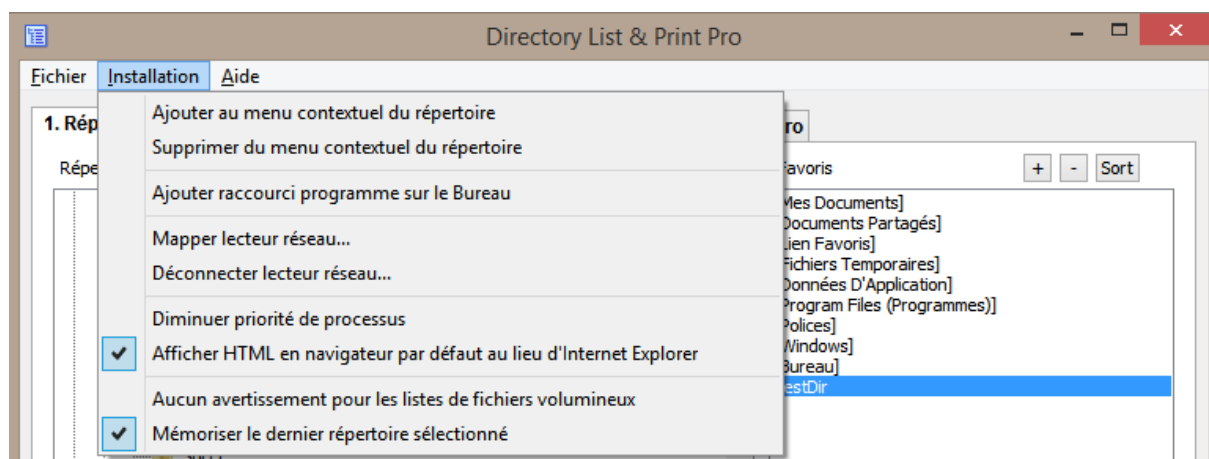 Directory List & Print Pro
Fichier Installation Aide
Ajouter au menu contextuel du répertoire
Supprimer du menu contextuel du répertoire
Ajouter raccourci programme sur le Bureau
Mapper lecteur réseau...
Déconnecter lecteur réseau...
Diminuer priorité de processus
Afficher HTML en navigateur par défaut au lieu d'Internet Explorer
Aucun avertissement pour les listes de fichiers volumineux
Mémoriser le dernier répertoire sélectionné
1. Rép
Répe
ro
avoris + - Sort
Mes Documents]
Documents Partagés]
Lien Favoris]
Fichiers Temporaires]
Données D'Application]
Program Files (Programmes)]
Polices]
Windows]
Bureau]
estDir